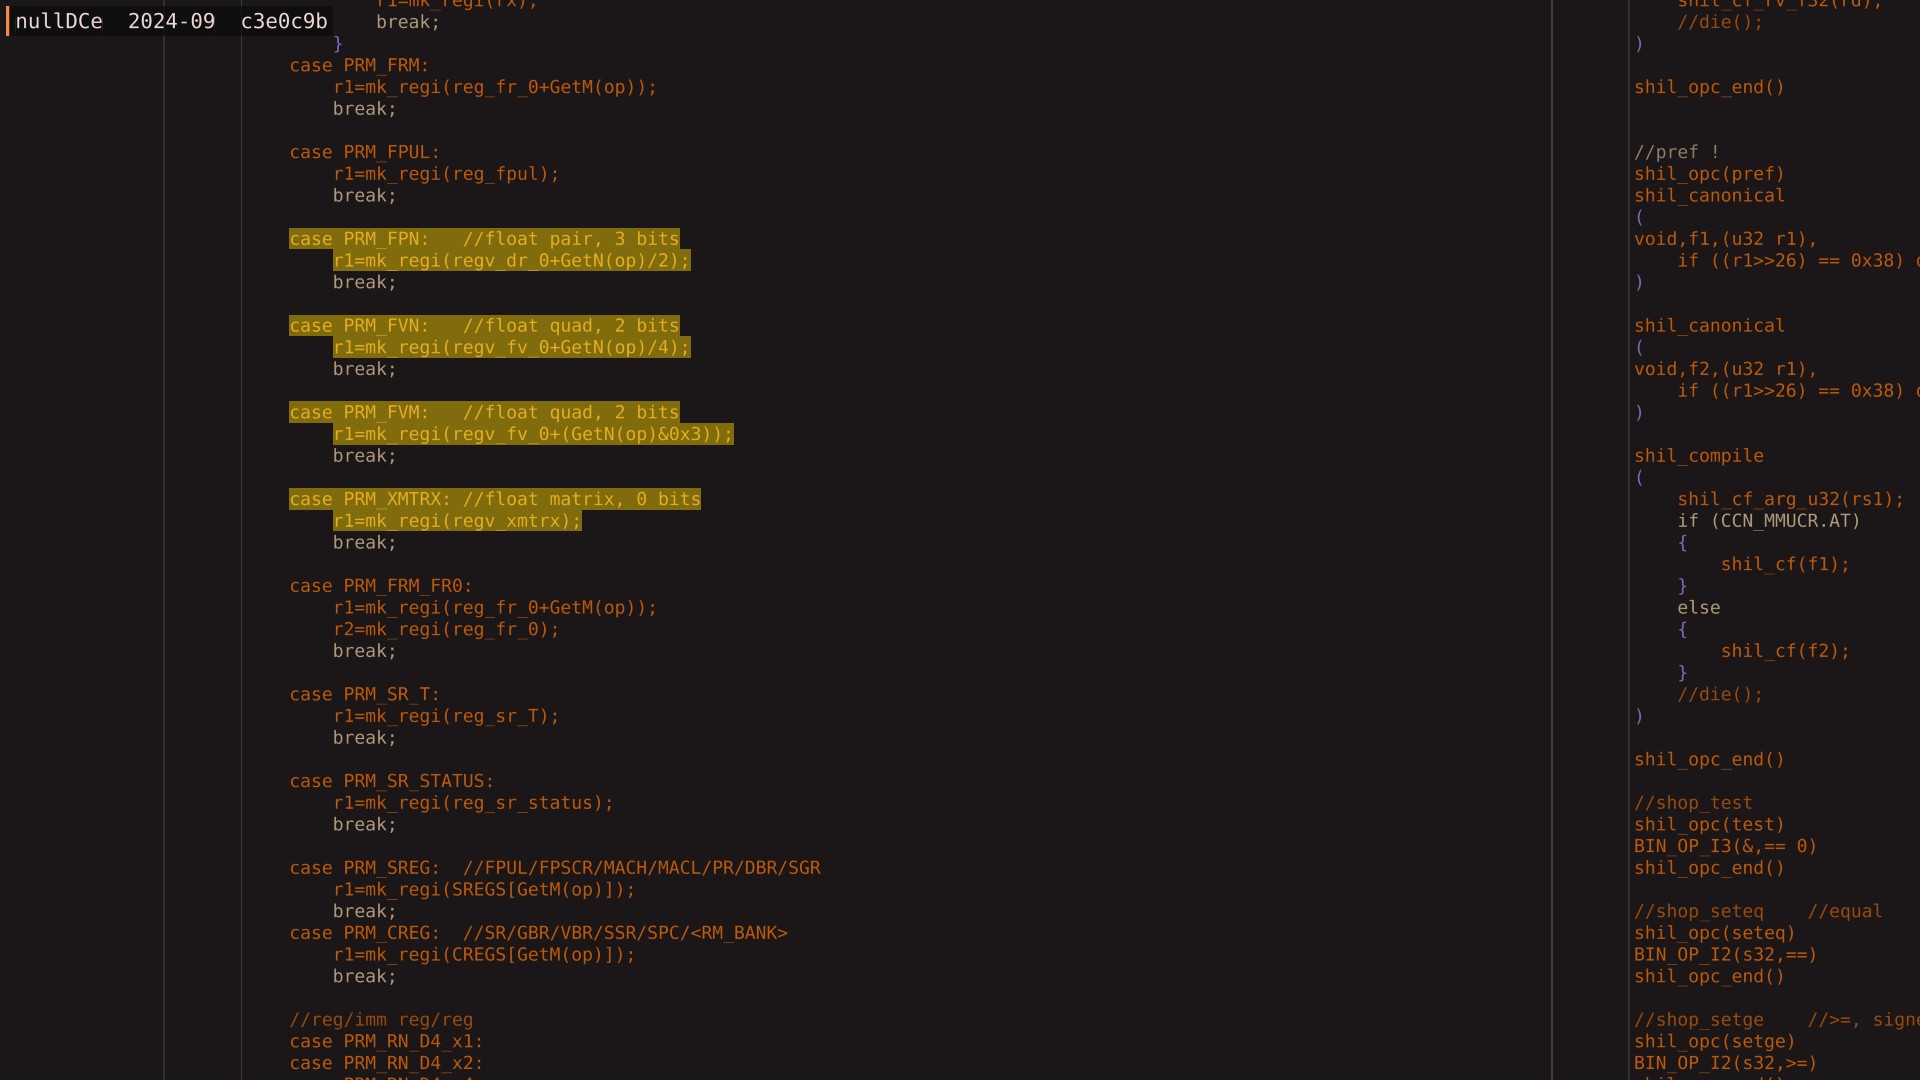 nullDCe 2024-09 c3e0c9b
r1=mk_regi(rx);
break;
}
case PRM_FRM:
r1=mk_regi(reg_fr_0+GetM(op));
break;
case PRM_FPUL:
r1=mk_regi(reg_fpul);
break;
case PRM_FPN: //float pair, 3 bits
r1=mk_regi(regv_dr_0+GetN(op)/2);
break;
case PRM_FVN: //float quad, 2 bits
r1=mk_regi(regv_fv_0+GetN(op)/4);
break;
case PRM_FVM: //float quad, 2 bits
r1=mk_regi(regv_fv_0+(GetN(op)&0x3));
break;
case PRM_XMTRX: //float matrix, 0 bits
r1=mk_regi(regv_xmtrx);
break;
case PRM_FRM_FR0:
r1=mk_regi(reg_fr_0+GetM(op));
r2=mk_regi(reg_fr_0);
break;
case PRM_SR_T:
r1=mk_regi(reg_sr_T);
break;
case PRM_SR_STATUS:
r1=mk_regi(reg_sr_status);
break;
case PRM_SREG: //FPUL/FPSCR/MACH/MACL/PR/DBR/SGR
r1=mk_regi(SREGS[GetM(op)]);
break;
case PRM_CREG: //SR/GBR/VBR/SSR/SPC/<RM_BANK>
r1=mk_regi(CREGS[GetM(op)]);
break;
//reg/imm reg/reg
case PRM_RN_D4_x1:
case PRM_RN_D4_x2:
shil_cf_rv_f32(rd);
//die();
)
shil_opc_end()
//pref !
shil_opc(pref)
shil_canonical
(
void,f1,(u32 r1),
if ((r1>>26) == 0x38)
)
shil_canonical
(
void,f2,(u32 r1),
if ((r1>>26) == 0x38)
)
shil_compile
(
shil_cf_arg_u32(rs1);
if (CCN_MMUCR.AT)
{
shil_cf(f1);
}
else
{
shil_cf(f2);
}
//die();
)
shil_opc_end()
//shop_test
shil_opc(test)
BIN_OP_I3(&,== 0)
shil_opc_end()
//shop_seteq //equal
shil_opc(seteq)
BIN_OP_I2(s32,==)
shil_opc_end()
//shop_setge //>=, signe
shil_opc(setge)
BIN_OP_I2(s32,>=)